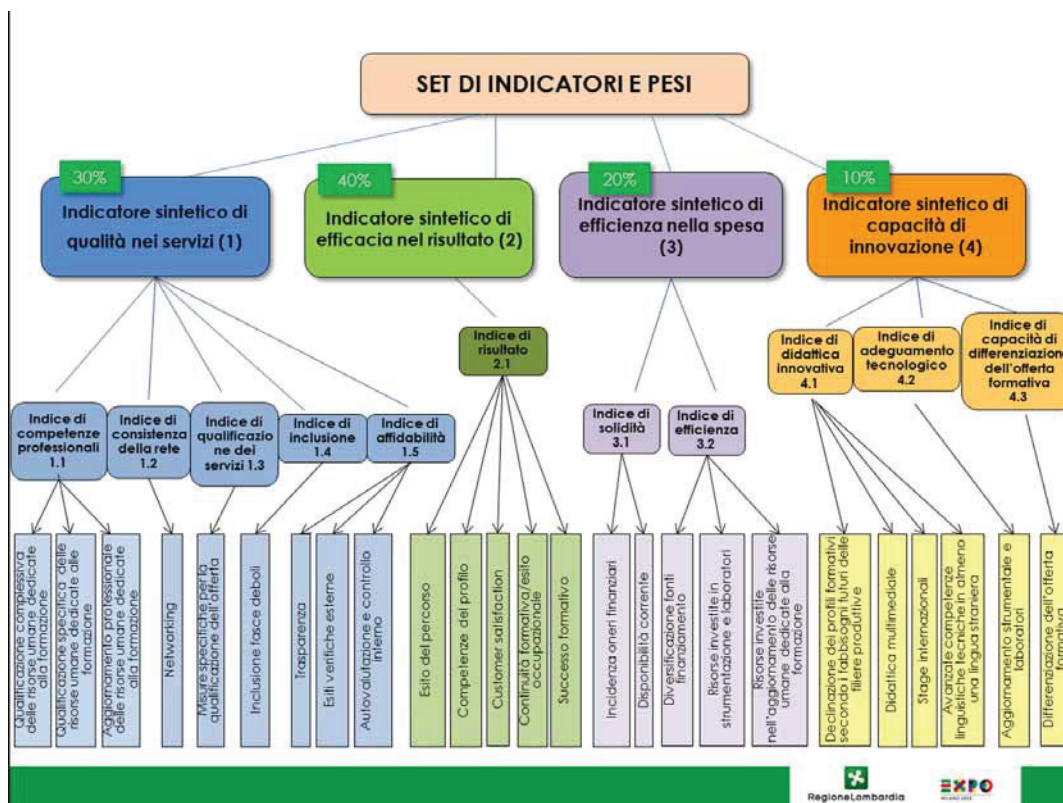 SET DI INDICATORI E PESI
30%
Indicatore sintetico di
qualità nei servizi (1)
40%
Indicatore sintetico di
efficacia nel risultato (2)
20%
Indicatore sintetico di
efficienza nella spesa
(3)
10%
Indicatore sintetico di
capacità di
innovazione (4)
Indice di
competenze
professionali
1.1
Indice di
consistenza
della rete
1.2
Indice di
qualificazio
ne dei
servizi 1.3
Indice di
inclusione
1.4
Indice di
affidabilità
1.5
Indice di
risultato
2.1
Indice di
solidità
3.1
Indice di
efficienza
3.2
Indice di
didattica
innovativa
4.1
Indice di
adeguamento
tecnologico
4.2
Indice di
capacità di
differenziazione
dell'offerta
formativa
4.3
Qualificazione complessiva
delle risorse umane dedicate
alla formazione
Qualificazione specifica delle
risorse umane dedicate alle
formazione
Aggiornamento professionale
delle risorse umane dedicate
alla formazione
Networking
Misure specifiche per la
qualificazione dell'offerta
Inclusione fasce deboli
Trasparenza
Esiti verifiche esterne
Autovalutazione e controllo
interno
Esito del percorso
Competenze del profilo
Customer satisfaction
Continuità formativa/esito
occupazionale
Successo formativo
Incidenza oneri finanziari
Disponibilità corrente
Diversificazione fonti
finanziamento
Risorse investite in
strumentazione e laboratori
Risorse investite
nell'aggiornamento delle risorse
umane dedicate alla
formazione
Declinazione dei profili formativi
secondo i fabbisogni futuri delle
filiere produttive
Didattica multimediale
Stage internazionali
Avanzate competenze
linguistiche tecniche in almeno
una lingua straniera
Aggiornamento strumentale e
laboratori
Differenziazione dell'offerta
formativa
RegioneLombardia
EXPO
MILANO 2015